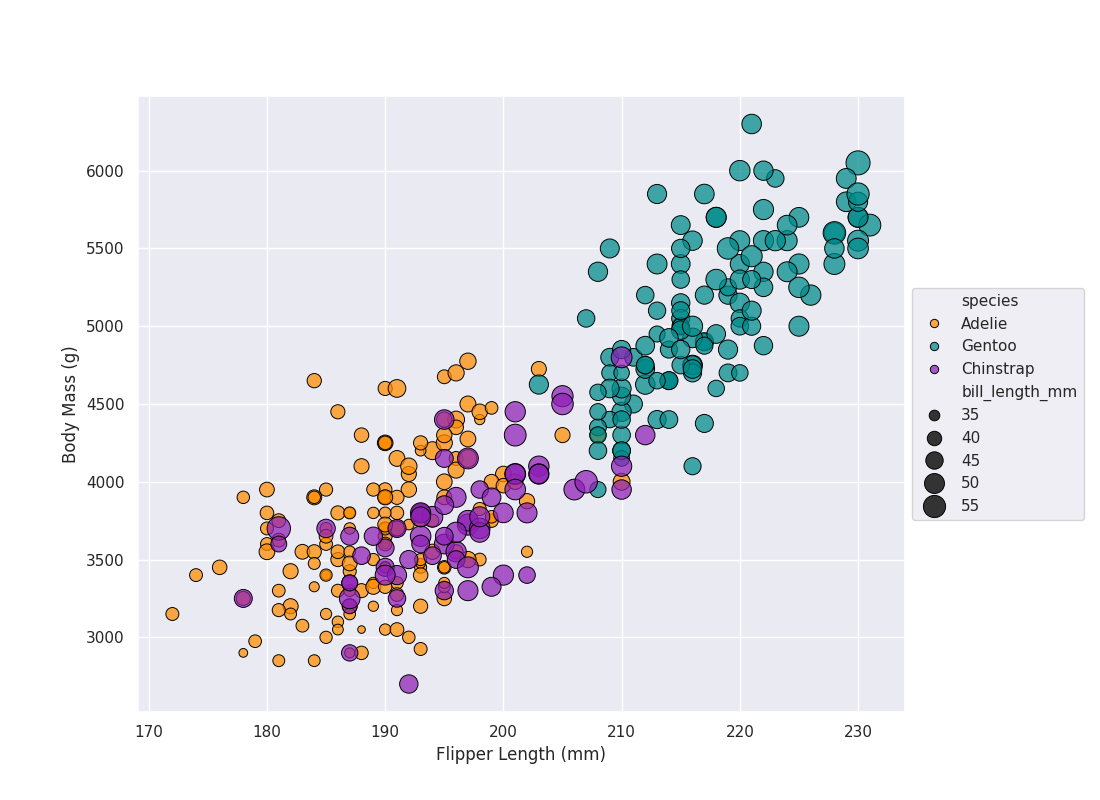 6000
5500
5000
4500
4000
3500
3000
Body Mass (g)
170 180 190 200 210 220 230
Flipper Length (mm)
species
Adelie
Gentoo
Chinstrap
bill_length_mm
35
40
45
50
55